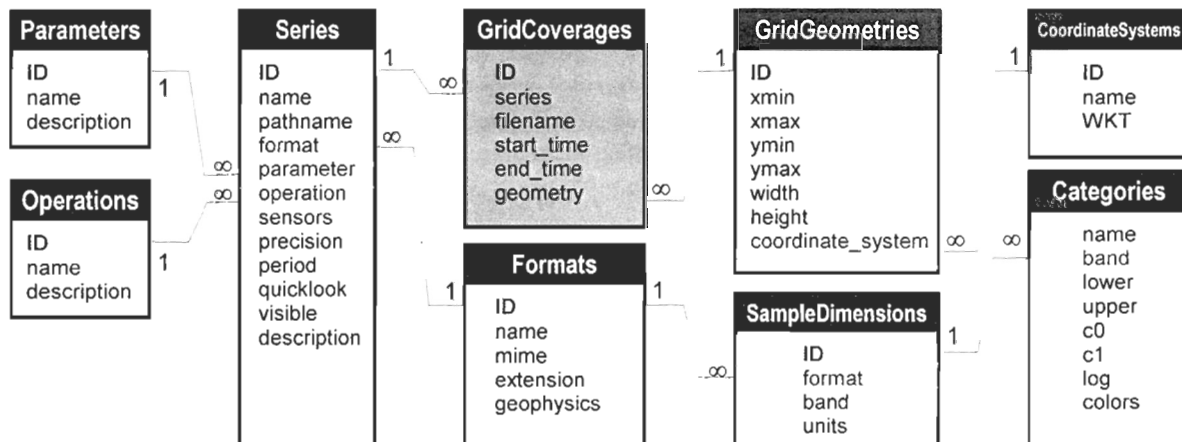 Parameters
ID
name
description
1
Operations
ID
name
description
1
∞
∞
Series
ID
name
pathname
format
parameter
operation
sensors
precision
period
quicklook
visible
description
1
∞
∞
GridCoverages
ID
series
filename
start_time
end_time
geometry
∞
1
Formats
ID
name
mime
extension
geophysics
1
1
∞
GridGeometries
ID
xmin
xmax
ymin
ymax
width
height
coordinate_system
∞
SampleDimensions
ID
format
band
units
1
1
CoordinateSystems
ID
name
WKT
∞
Categories
name
band
lower
upper
c0
c1
log
colors